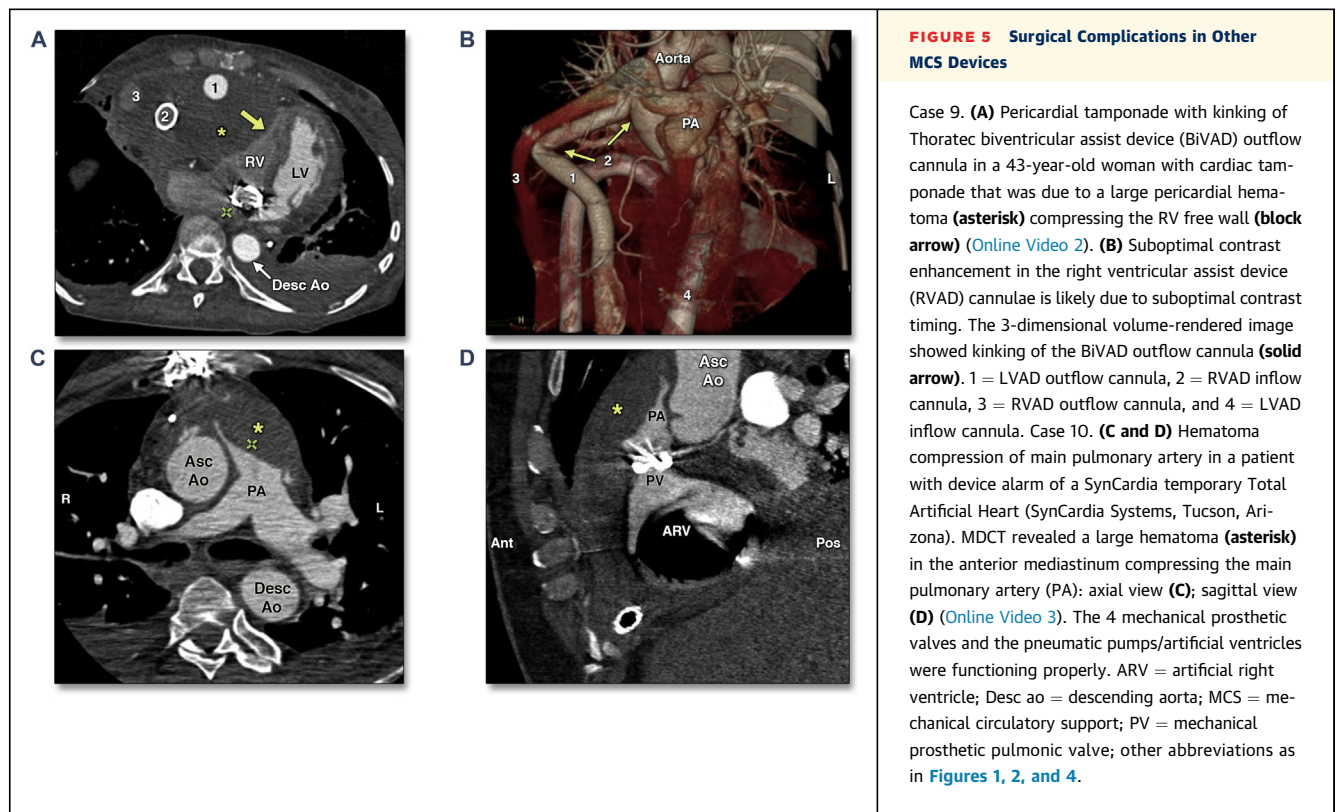 A
1
3
2
*
RV
LV
Desc Ao
B
Aorta
PA
2
1
3
L
4
H
C
*
Asc
Ao
PA
R
L
Desc
Ao
D
Asc
Ao
*
PA
PV
ARV
Ant
Pos
FIGURE 5 Surgical Complications in Other
MCS Devices
Case 9. (A) Pericardial tamponade with kinking of
Thoratec biventricular assist device (BiVAD) outflow
cannula in a 43-year-old woman with cardiac tam-
ponade that was due to a large pericardial hema-
toma (asterisk) compressing the RV free wall (block
arrow) (Online Video 2). (B) Suboptimal contrast
enhancement in the right ventricular assist device
(RVAD) cannulae is likely due to suboptimal contrast
timing. The 3-dimensional volume-rendered image
showed kinking of the BiVAD outflow cannula (solid
arrow). 1 = LVAD outflow cannula, 2 = RVAD inflow
cannula, 3 = RVAD outflow cannula, and 4 = LVAD
inflow cannula. Case 10. (C and D) Hematoma
compression of main pulmonary artery in a patient
with device alarm of a SynCardia temporary Total
Artificial Heart (SynCardia Systems, Tucson, Ari-
zona). MDCT revealed a large hematoma (asterisk)
in the anterior mediastinum compressing the main
pulmonary artery (PA): axial view (C); sagittal view
(D) (Online Video 3). The 4 mechanical prosthetic
valves and the pneumatic pumps/artificial ventricles
were functioning properly. ARV = artificial right
ventricle; Desc ao = descending aorta; MCS = me-
chanical circulatory support; PV = mechanical
prosthetic pulmonic valve; other abbreviations as
in Figures 1, 2, and 4.